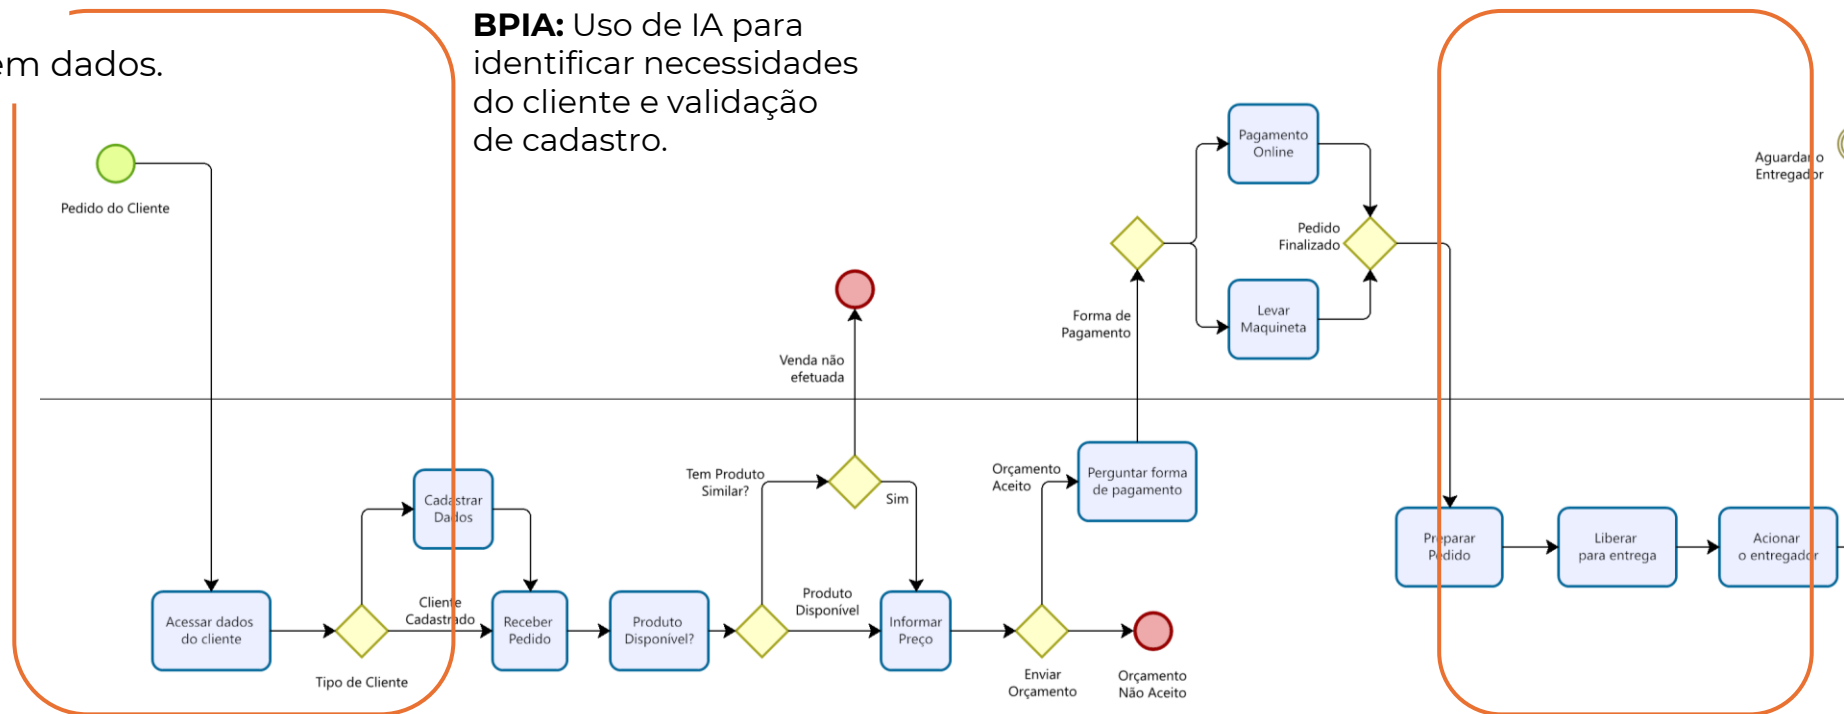 em dados.
BPIA: Uso de IA para
identificar necessidades
do cliente e validação
de cadastro.
Pedido do Cliente
Pagamento
Online
Aguardar o
Entregador
Pedido
Finalizado
Levar
Maquineta
Forma de
Pagamento
Venda não
efetuada
Tem Produto
Similar?
Sim
Orçamento
Aceito
Perguntar forma
de pagamento
Cadastrar
Dados
Preparar
Pedido
Liberar
para entrega
Acionar
o entregador
Acessar dados
do cliente
Tipo de Cliente
Cliente
Cadastrado
Receber
Pedido
Produto
Disponível?
Produto
Disponível
Informar
Preço
Enviar
Orçamento
Orçamento
Não Aceito